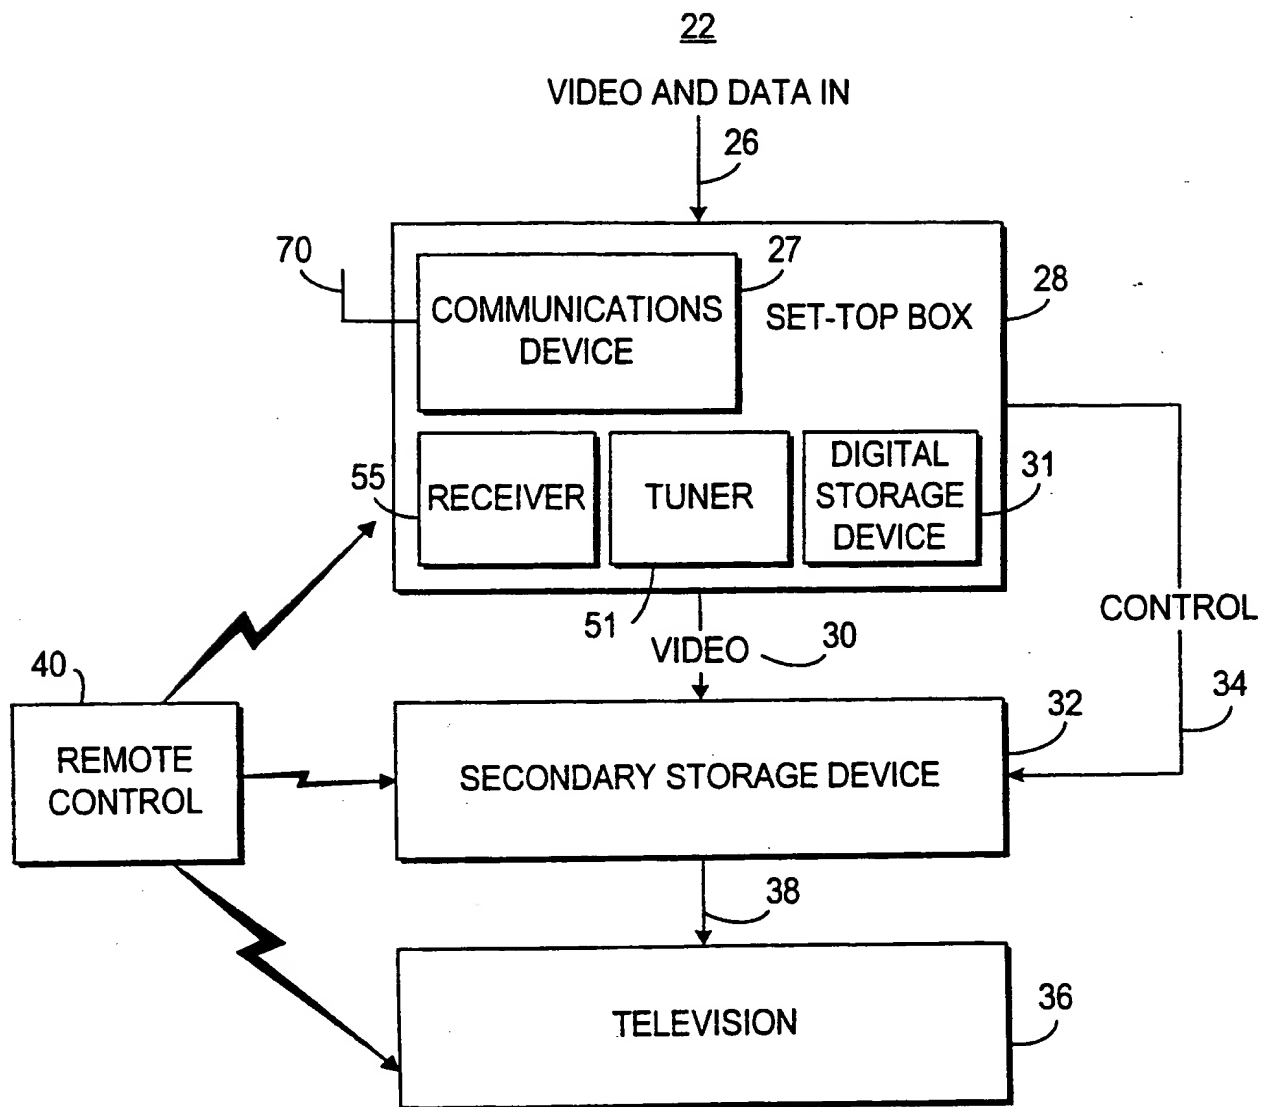 22
VIDEO AND DATA IN
26
70
27
28
COMMUNICATIONS
DEVICE
SET-TOP BOX
55
RECEIVER
TUNER
DIGITAL
STORAGE
DEVICE
31
51
VIDEO
30
CONTROL
34
40
REMOTE
CONTROL
32
SECONDARY STORAGE DEVICE
38
TELEVISION
36